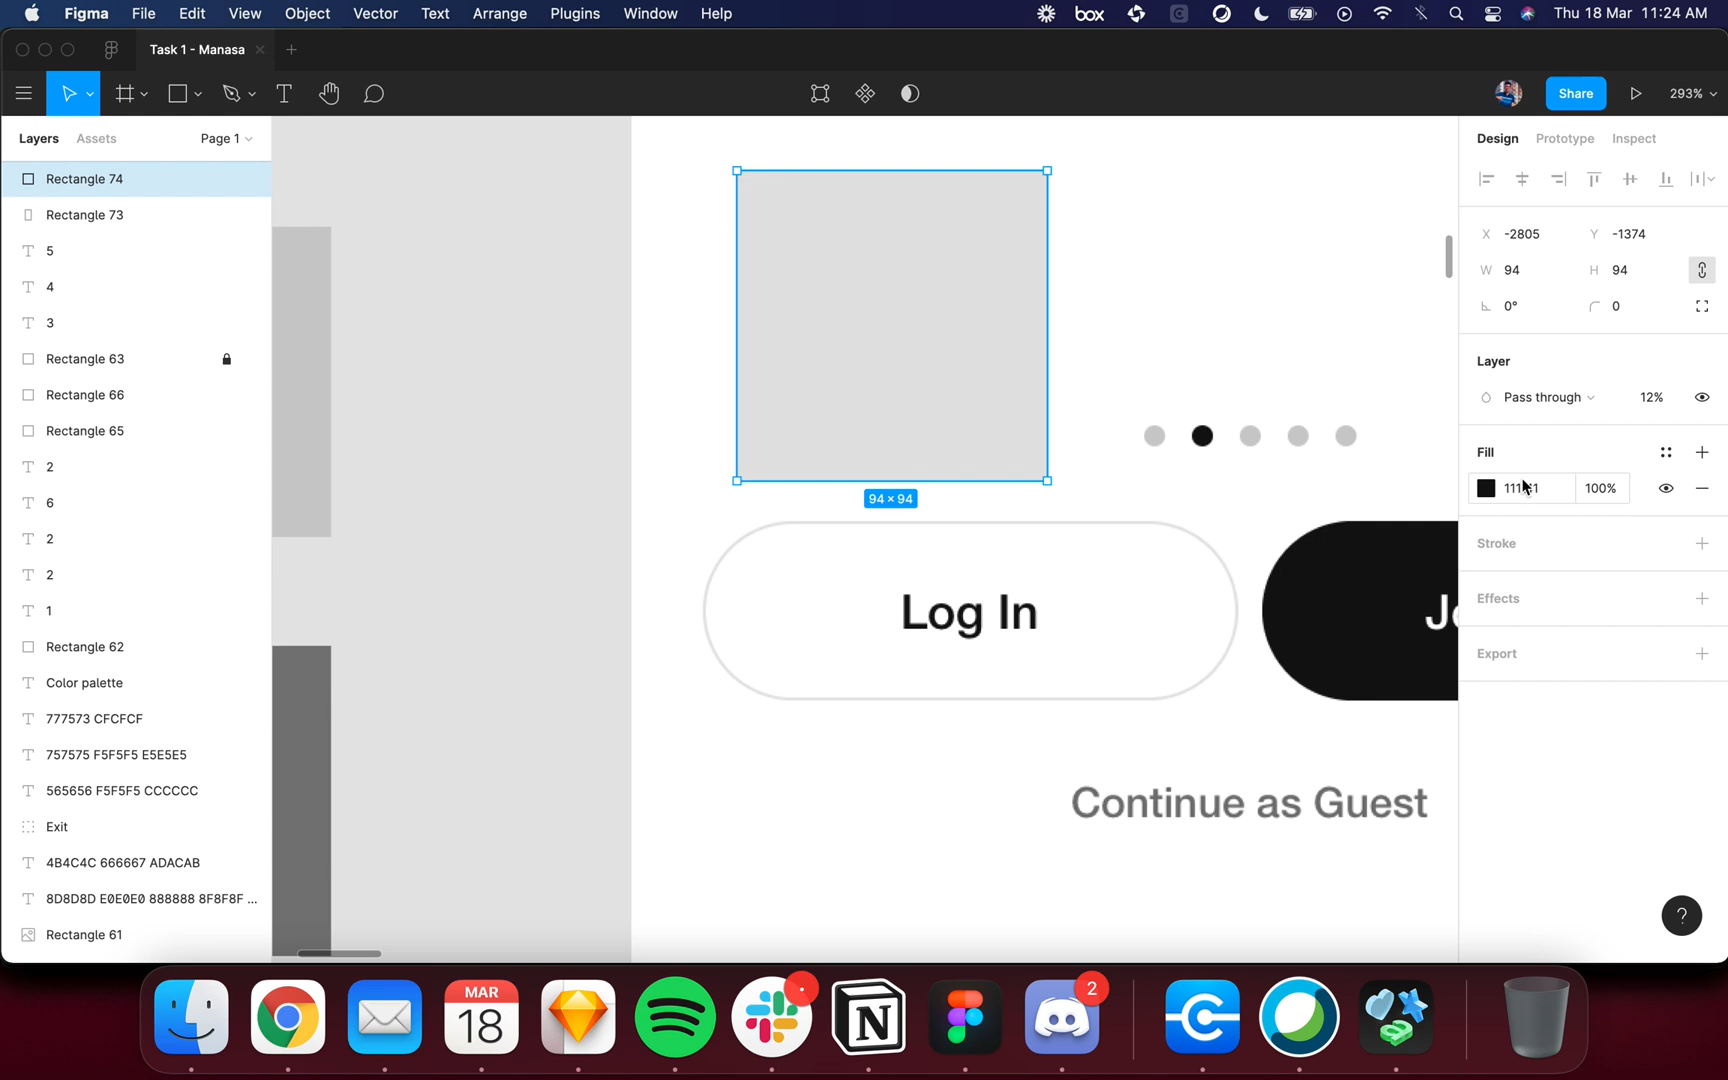 Figma File Edit View Object Vector Text Arrange Plugins Window Help box Thu 18 Mar 11:24 AM
Task 1 - Manasa
Share 293%
Layers Assets Page 1
Design Prototype Inspect
Rectangle 74
Rectangle 73
5
4
3
Rectangle 63
Rectangle 66
Rectangle 65
2
6
2
2
1
Rectangle 62
Color palette
777573 CFCFCF
757575 F5F5F5 E5E5E5
565656 F5F5F5 CCCCCC
Exit
4B4C4C 666667 ADACAB
8D8D8D E0E0E0 888888 8F8F8F ...
Rectangle 61
94 × 94
Log In
Continue as Guest
X -2805 Y -1374
W 94 H 94
0° 0
Layer
Pass through 12%
Fill
100%
Stroke
Effects
Export
?
MAR
18
2